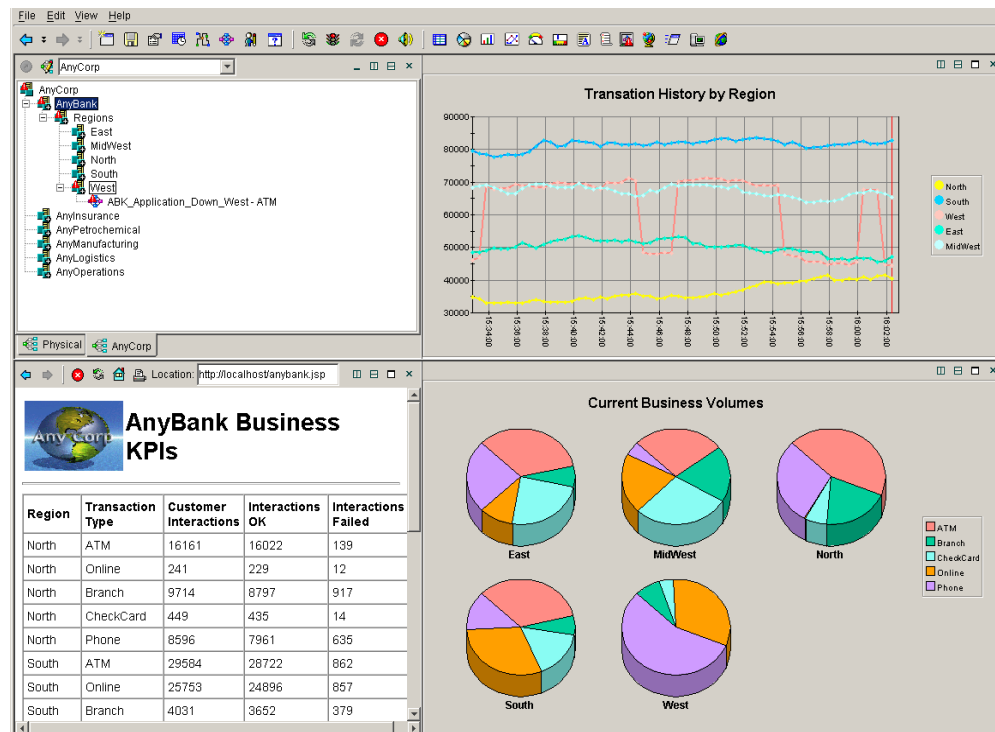 File Edit View Help
AnyCorp
AnyCorp
AnyBank
Regions
East
MidWest
North
South
West
ABK_Application_Down_West - ATM
AnyInsurance
AnyPetrochemical
AnyManufacturing
AnyLogistics
AnyOperations
Physical AnyCorp
Transation History by Region
90000
80000
70000
60000
50000
40000
30000
15:34:00 15:36:00 15:38:00 15:40:00 15:42:00 15:44:00 15:46:00 15:48:00 15:50:00 15:52:00 15:54:00 15:56:00 15:58:00 16:00:00 16:02:00
North
South
West
East
MidWest
Location: http://localhost/anybank.jsp
Any Corp
AnyBank Business
KPIs
Region Transaction Type Customer Interactions Interactions OK Interactions Failed
North ATM 16161 16022 139
North Online 241 229 12
North Branch 9714 8797 917
North CheckCard 449 435 14
North Phone 8596 7961 635
South ATM 29584 28722 862
South Online 25753 24896 857
South Branch 4031 3652 379
Current Business Volumes
East MidWest North
South West
ATM
Branch
CheckCard
Online
Phone